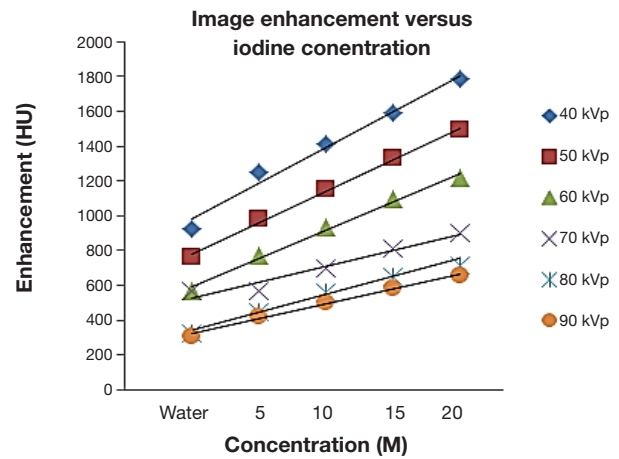 Image enhancement versus
iodine conentration
Enhancement (HU)
2000
1800
1600
1400
1200
1000
800
600
400
200
0
Water 5 10 15 20
Concentration (M)
40 kVp
50 kVp
60 kVp
70 kVp
80 kVp
90 kVp